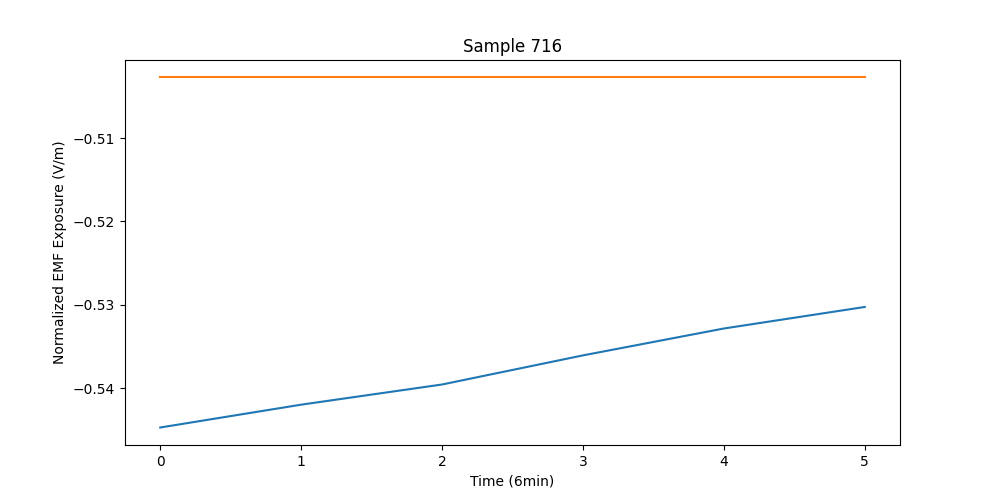 Sample 716
Normalized EMF Exposure (V/m)
−0.51
−0.52
−0.53
−0.54
0 1 2 3 4 5
Time (6min)